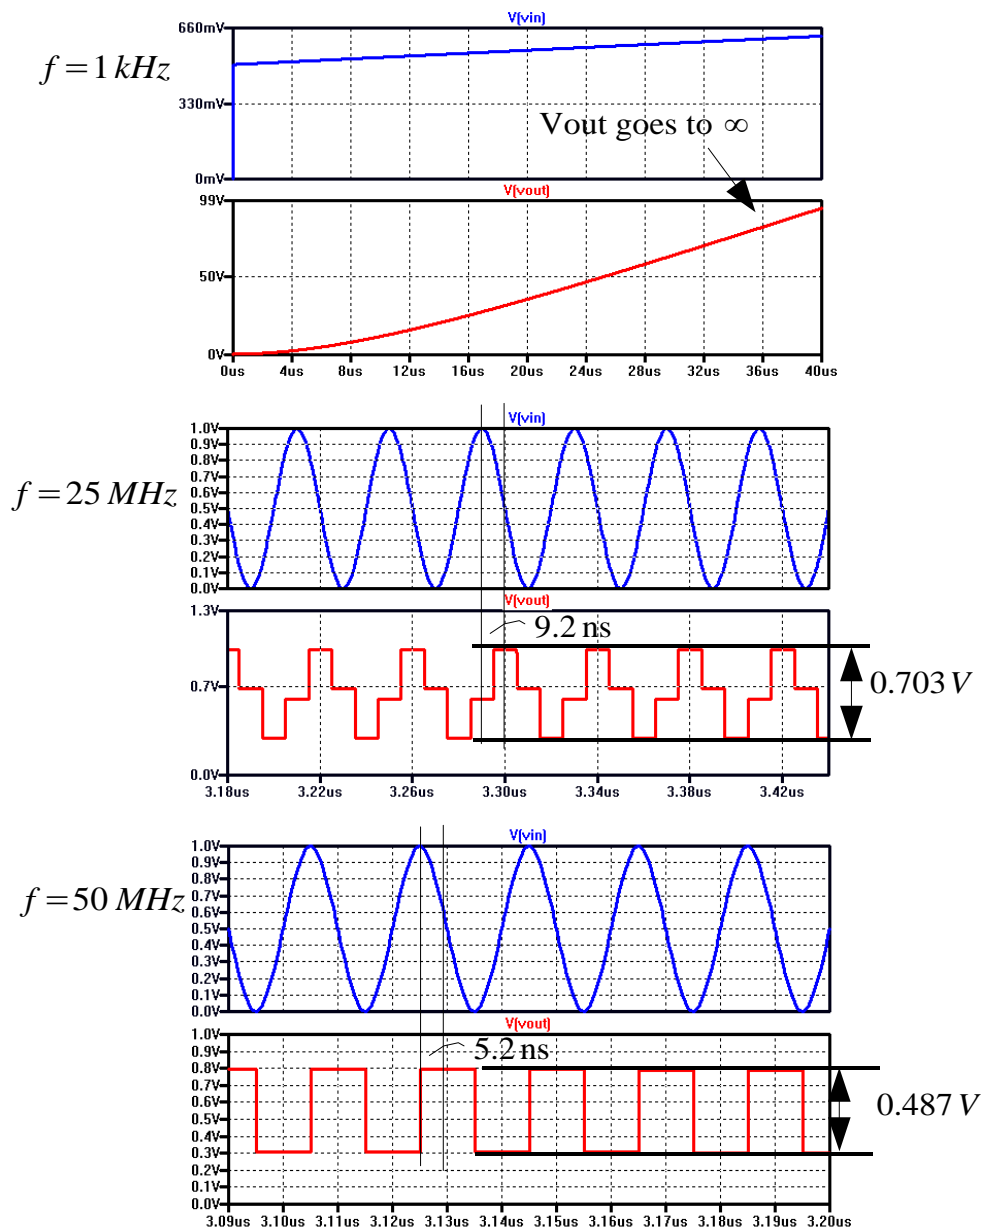 V(vin)
f = 1 kHz
660mV
330mV
0mV
Vout goes to ∞
V(vout)
99V
50V
0V
0us 4us 8us 12us 16us 20us 24us 28us 32us 36us 40us
V(vin)
f = 25 MHz
1.0V
0.9V
0.8V
0.7V
0.6V
0.5V
0.4V
0.3V
0.2V
0.1V
0.0V
V(vout)
1.3V
0.7V
0.0V
9.2 ns
0.703 V
3.18us 3.22us 3.26us 3.30us 3.34us 3.38us 3.42us
V(vin)
f = 50 MHz
1.0V
0.9V
0.8V
0.7V
0.6V
0.5V
0.4V
0.3V
0.2V
0.1V
0.0V
V(vout)
1.0V
0.9V
0.8V
0.7V
0.6V
0.5V
0.4V
0.3V
0.2V
0.1V
0.0V
5.2 ns
0.487 V
3.09us 3.10us 3.11us 3.12us 3.13us 3.14us 3.15us 3.16us 3.17us 3.18us 3.19us 3.20us